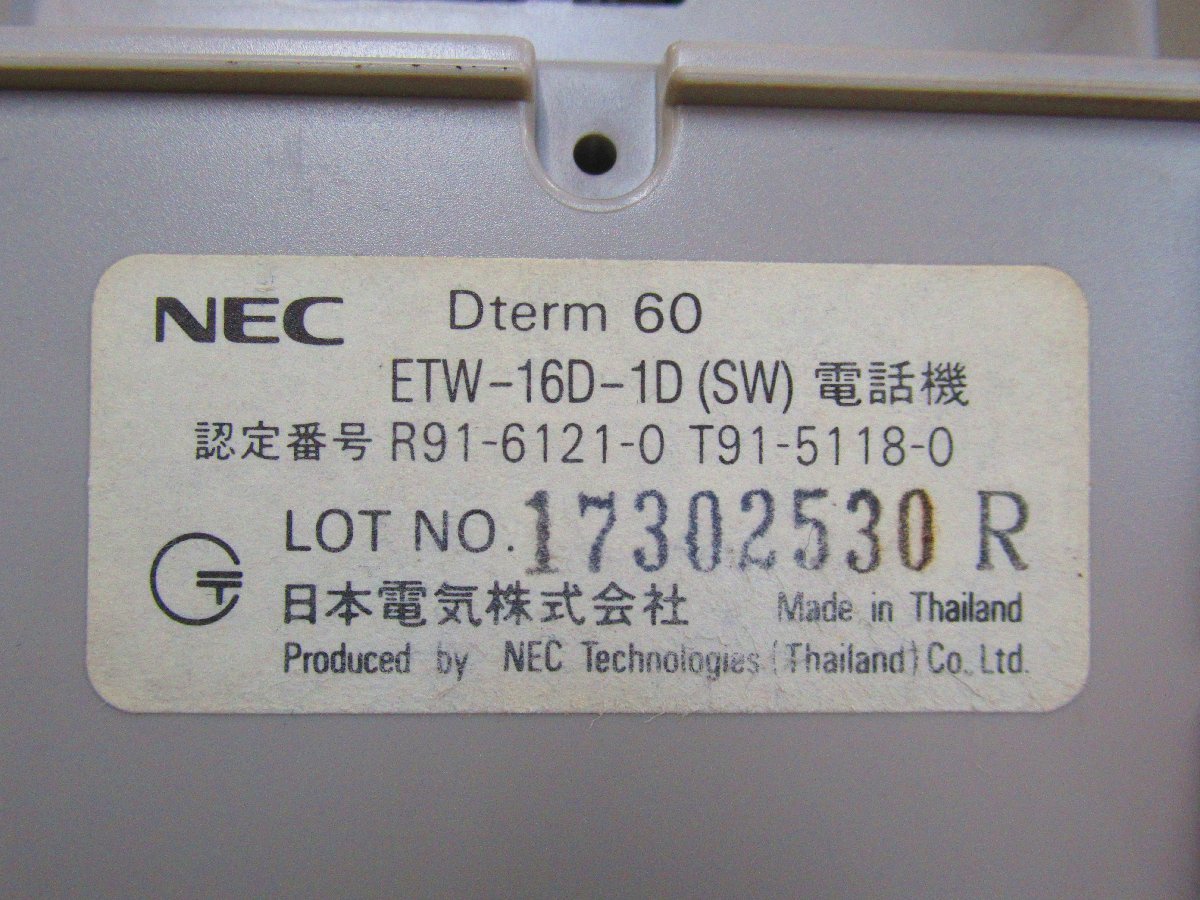 NEC Dterm 60
ETW-16D-1D (SW) 電話機
認定番号 R91-6121-0 T91-5118-0
LOT NO. 17302530 R
日本電気株式会社 Made in Thailand
Produced by NEC Technologies (Thailand) Co., Ltd.